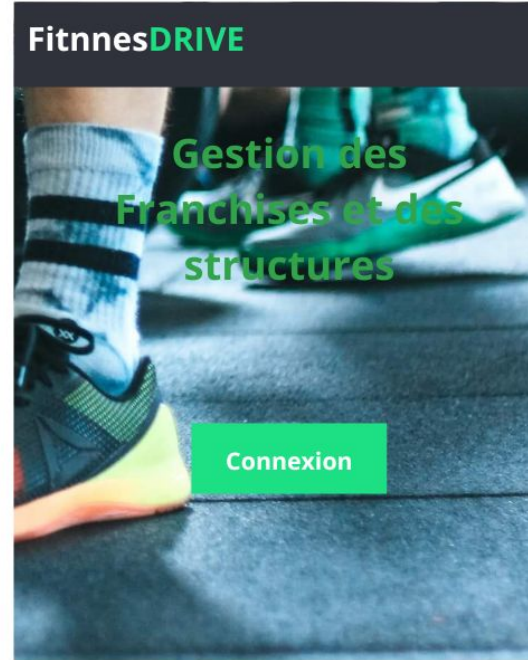 FitnnesDRIVE
Gestion des
Franchises et des
structures
Connexion